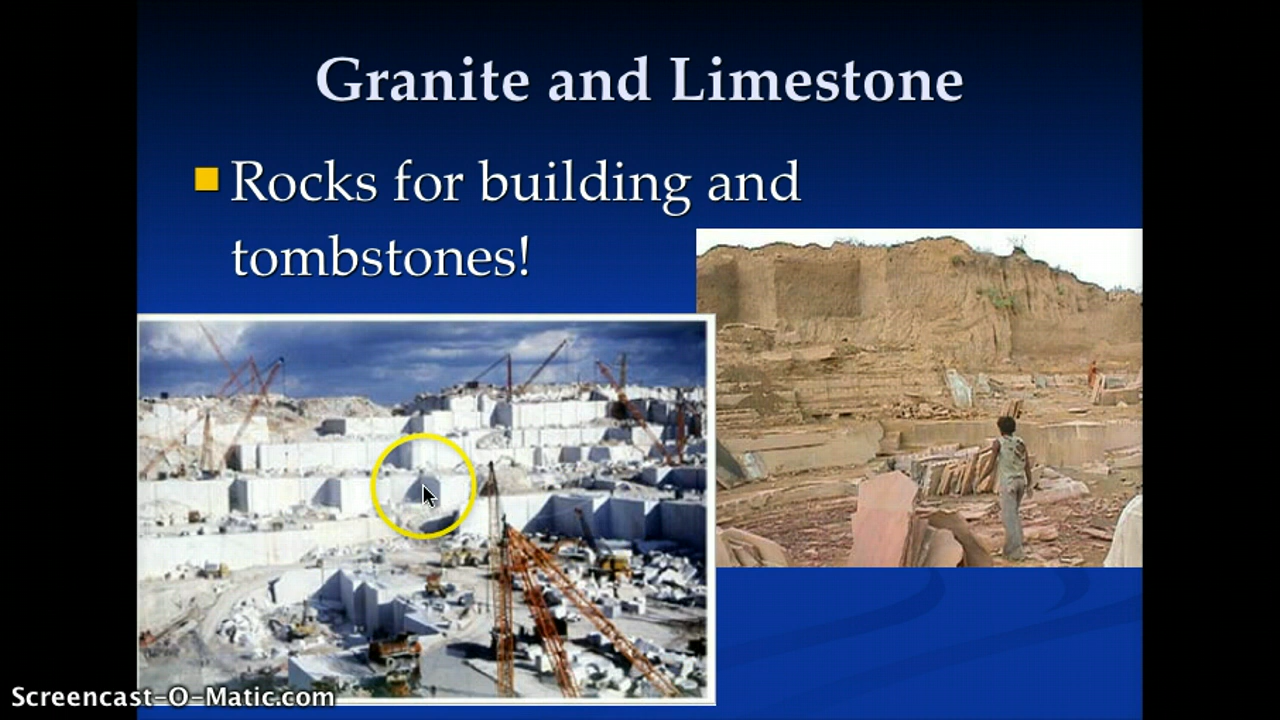 Granite and Limestone
Rocks for building and
tombstones!
Screencast-O-Matic.com